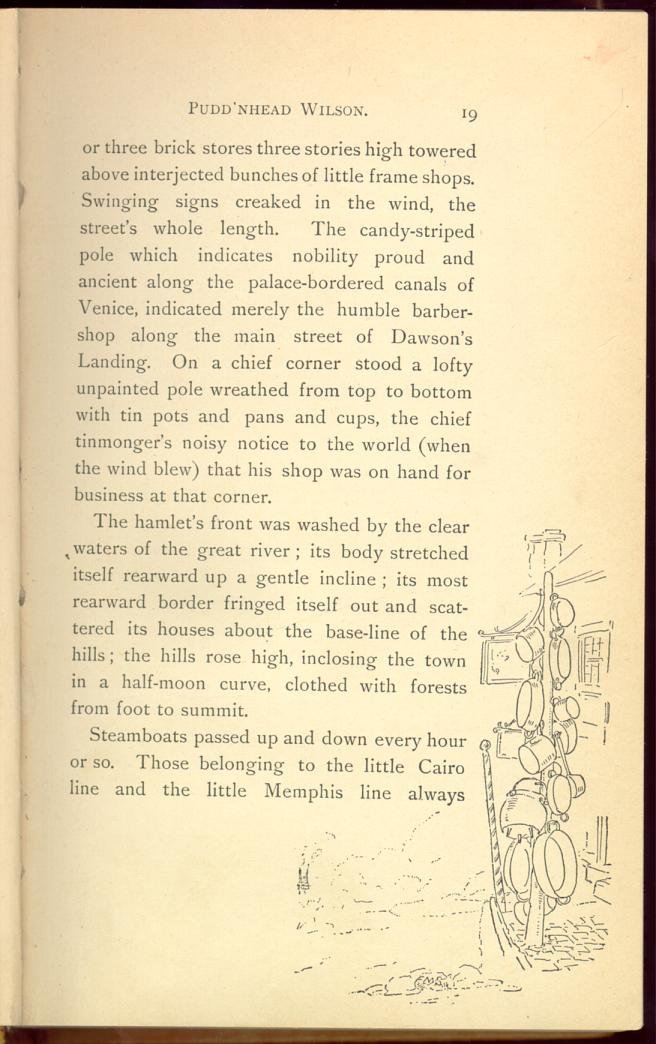 PUDD'NHEAD WILSON. 19
or three brick stores three stories high towered
above interjected bunches of little frame shops.
Swinging signs creaked in the wind, the
street's whole length. The candy-striped
pole which indicates nobility proud and
ancient along the palace-bordered canals of
Venice, indicated merely the humble barber-
shop along the main street of Dawson's
Landing. On a chief corner stood a lofty
unpainted pole wreathed from top to bottom
with tin pots and pans and cups, the chief
tinmonger's noisy notice to the world (when
the wind blew) that his shop was on hand for
business at that corner.
The hamlet's front was washed by the clear
waters of the great river; its body stretched
itself rearward up a gentle incline; its most
rearward border fringed itself out and scat-
tered its houses about the base-line of the
hills; the hills rose high, inclosing the town
in a half-moon curve, clothed with forests
from foot to summit.
Steamboats passed up and down every hour
or so. Those belonging to the little Cairo
line and the little Memphis line always